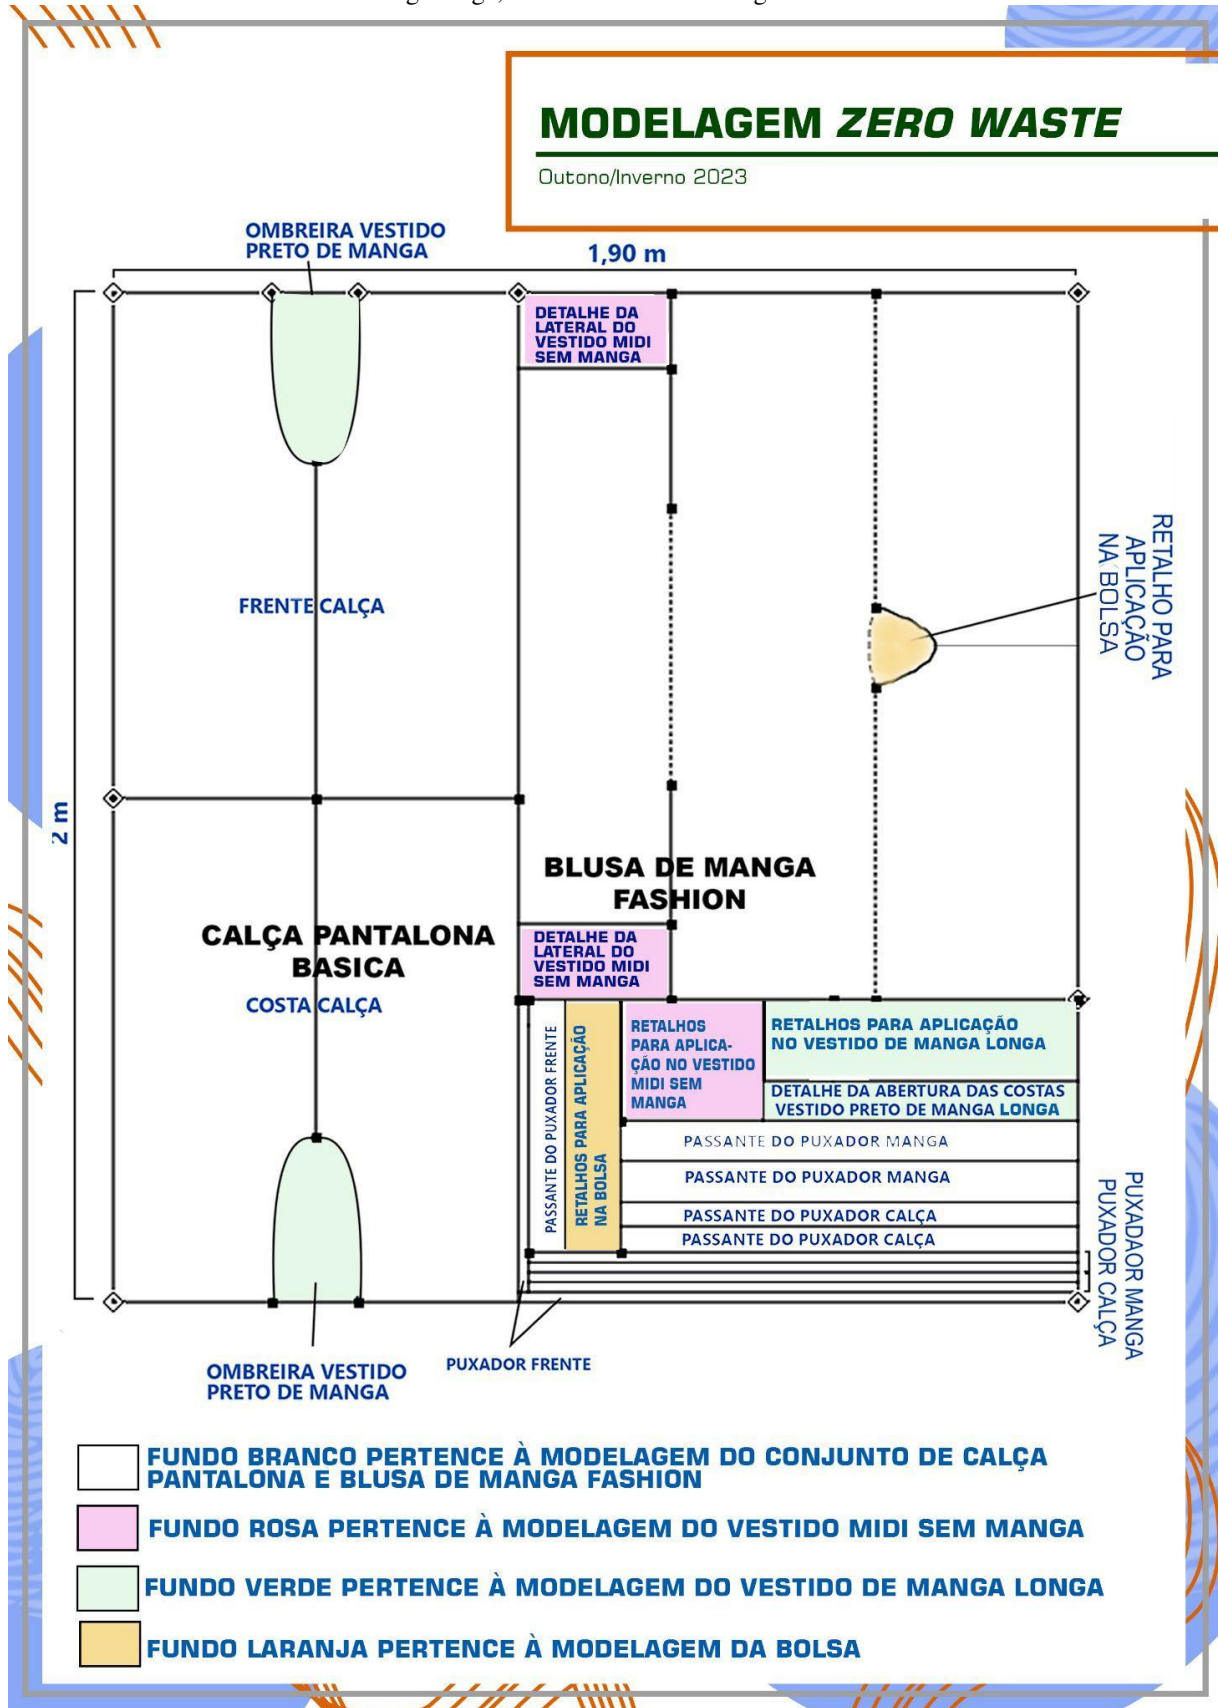 MODELAGEM ZERO WASTE
Outono/Inverno 2023
OMBREIRA VESTIDO
PRETO DE MANGA
1,90 m
DETALHE DA
LATERAL DO
VESTIDO MIDI
SEM MANGA
RETALHO PARA
APLICAÇÃO
NA BOLSA
FRENTE CALÇA
2 m
BLUSA DE MANGA
FASHION
CALÇA PANTALONA
BASICA
COSTA CALÇA
DETALHE DA
LATERAL DO
VESTIDO MIDI
SEM MANGA
PASSANTE DO PUXADOR FRENTE
RETALHOS PARA APLICAÇÃO
NA BOLSA
RETALHOS
PARA APLICA-
ÇÃO NO VESTIDO
MIDI SEM
MANGA
RETALHOS PARA APLICAÇÃO
NO VESTIDO DE MANGA LONGA
DETALHE DA ABERTURA DAS COSTAS
VESTIDO PRETO DE MANGA LONGA
PASSANTE DO PUXADOR MANGA
PASSANTE DO PUXADOR MANGA
PASSANTE DO PUXADOR CALÇA
PASSANTE DO PUXADOR CALÇA
PUXADAOR MANGA
PUXADOR CALÇA
OMBREIRA VESTIDO
PRETO DE MANGA
PUXADOR FRENTE
FUNDO BRANCO PERTENCE À MODELAGEM DO CONJUNTO DE CALÇA
PANTALONA E BLUSA DE MANGA FASHION
FUNDO ROSA PERTENCE À MODELAGEM DO VESTIDO MIDI SEM MANGA
FUNDO VERDE PERTENCE À MODELAGEM DO VESTIDO DE MANGA LONGA
FUNDO LARANJA PERTENCE À MODELAGEM DA BOLSA